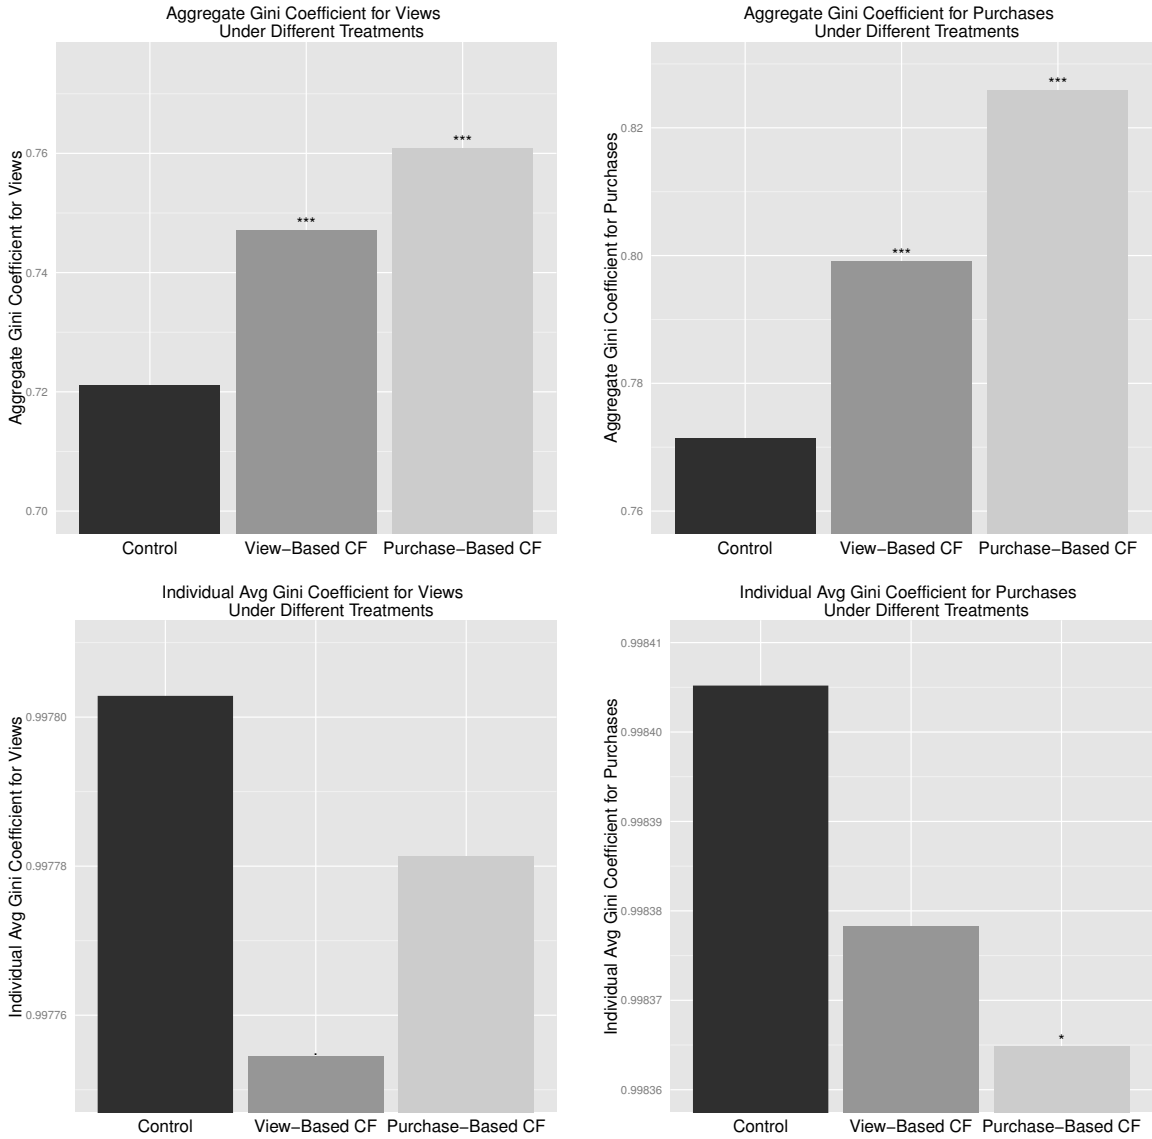 Aggregate Gini Coefficient for Views
Under Different Treatments
Aggregate Gini Coefficient for Views
0.76
0.74
0.72
0.70
***
***
Control
View−Based CF
Purchase−Based CF
Aggregate Gini Coefficient for Purchases
Under Different Treatments
Aggregate Gini Coefficient for Purchases
0.82
0.80
0.78
0.76
***
***
Control
View−Based CF
Purchase−Based CF
Individual Avg Gini Coefficient for Views
Under Different Treatments
Individual Avg Gini Coefficient for Views
0.99780
0.99778
0.99776
.
Control
View−Based CF
Purchase−Based CF
Individual Avg Gini Coefficient for Purchases
Under Different Treatments
Individual Avg Gini Coefficient for Purchases
0.99841
0.99840
0.99839
0.99838
0.99837
0.99836
*
Control
View−Based CF
Purchase−Based CF